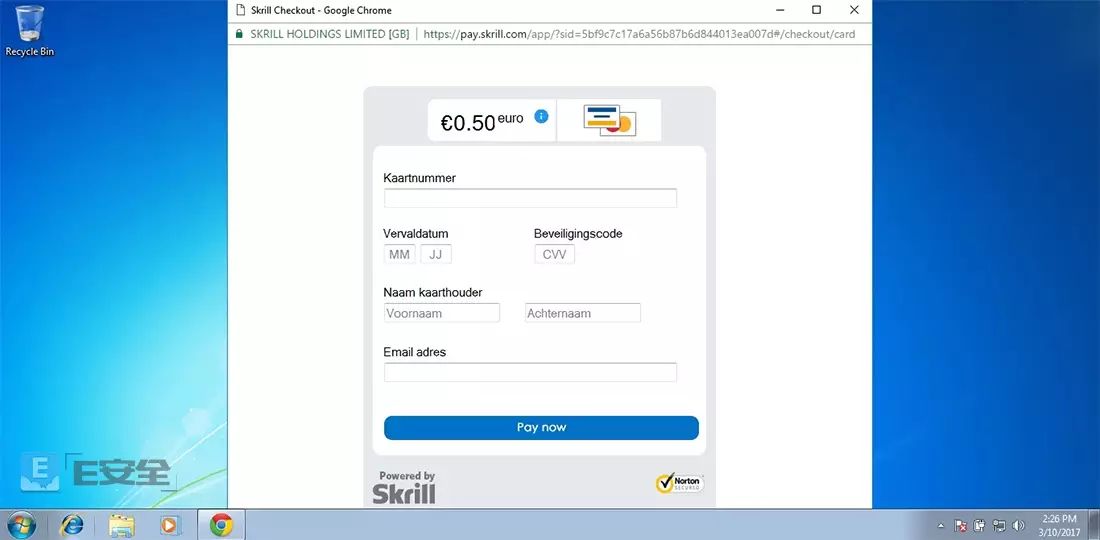 Skrill Checkout - Google Chrome
SKRILL HOLDINGS LIMITED [GB] | https://pay.skrill.com/app/?sid=5bf9c7c17a6a56b87b6d844013ea007d#/checkout/card
Recycle Bin
€0.50 euro
Kaartnummer
Vervaldatum
Beveiligingscode
MM
JJ
CVV
Naam kaarthouder
Voornaam
Achternaam
Email adres
Pay now
E安全
Powered by
Skrill
Norton
SECURED
2:26 PM
3/10/2017